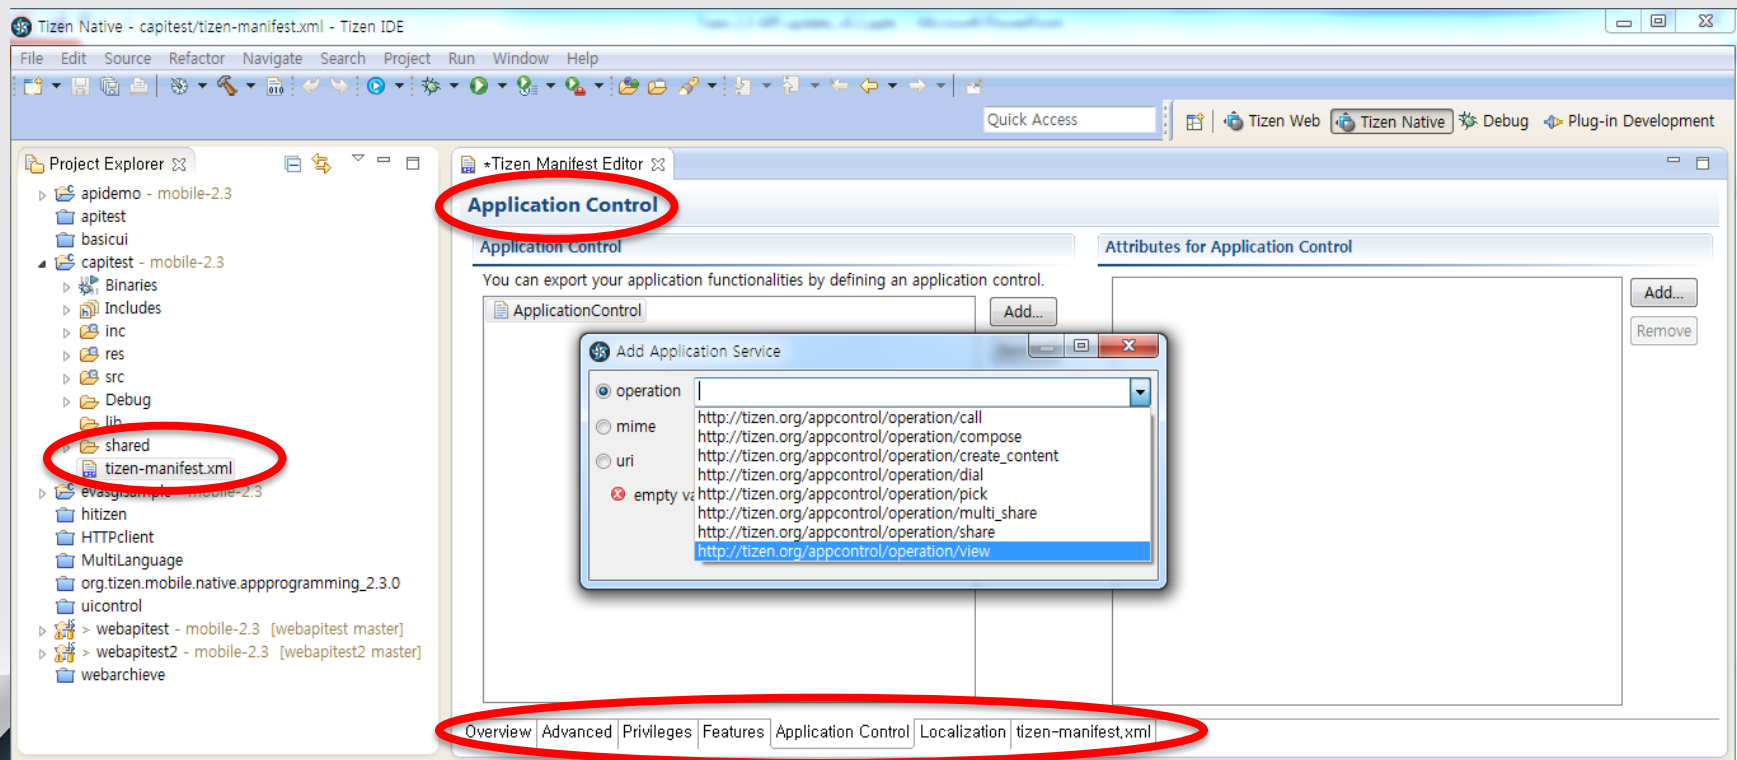 Tizen Native - capitest/tizen-manifest.xml - Tizen IDE
File Edit Source Refactor Navigate Search Project Run Window Help
Quick Access
Tizen Web Tizen Native Debug Plug-in Development
Project Explorer
*Tizen Manifest Editor
apidemo - mobile-2.3
apitest
basicui
capitest - mobile-2.3
Binaries
Includes
inc
res
src
Debug
lib
shared
tizen-manifest.xml
evasglsample - mobile-2.3
hitizen
HTTPclient
MultiLanguage
org.tizen.mobile.native.appprogramming_2.3.0
uicontrol
> webapitest - mobile-2.3 [webapitest master]
> webapitest2 - mobile-2.3 [webapitest2 master]
webarchieve
Application Control
Application Control
You can export your application functionalities by defining an application control.
ApplicationControl
Add...
Attributes for Application Control
Add...
Remove
Add Application Service
operation
mime
uri
empty va
http://tizen.org/appcontrol/operation/call
http://tizen.org/appcontrol/operation/compose
http://tizen.org/appcontrol/operation/create_content
http://tizen.org/appcontrol/operation/dial
http://tizen.org/appcontrol/operation/pick
http://tizen.org/appcontrol/operation/multi_share
http://tizen.org/appcontrol/operation/share
http://tizen.org/appcontrol/operation/view
Overview Advanced Privileges Features Application Control Localization tizen-manifest.xml